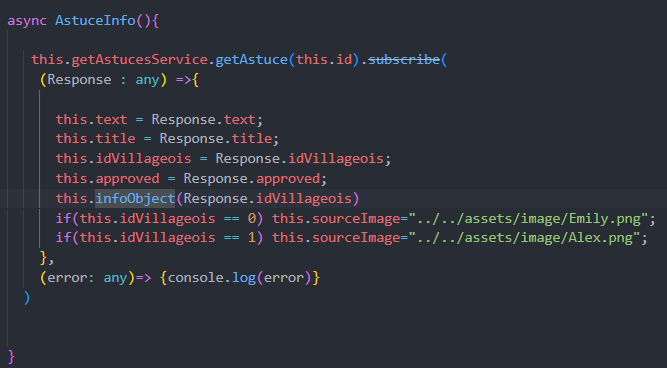 async AstuceInfo(){
this.getAstucesService.getAstuce(this.id).subscribe(
(Response : any) =>{
this.text = Response.text;
this.title = Response.title;
this.idVillageois = Response.idVillageois;
this.approved = Response.approved;
this.infoObject(Response.idVillageois)
if(this.idVillageois == 0) this.sourceImage="../../assets/image/Emily.png";
if(this.idVillageois == 1) this.sourceImage="../../assets/image/Alex.png";
},
(error: any)=> {console.log(error)}
)
}